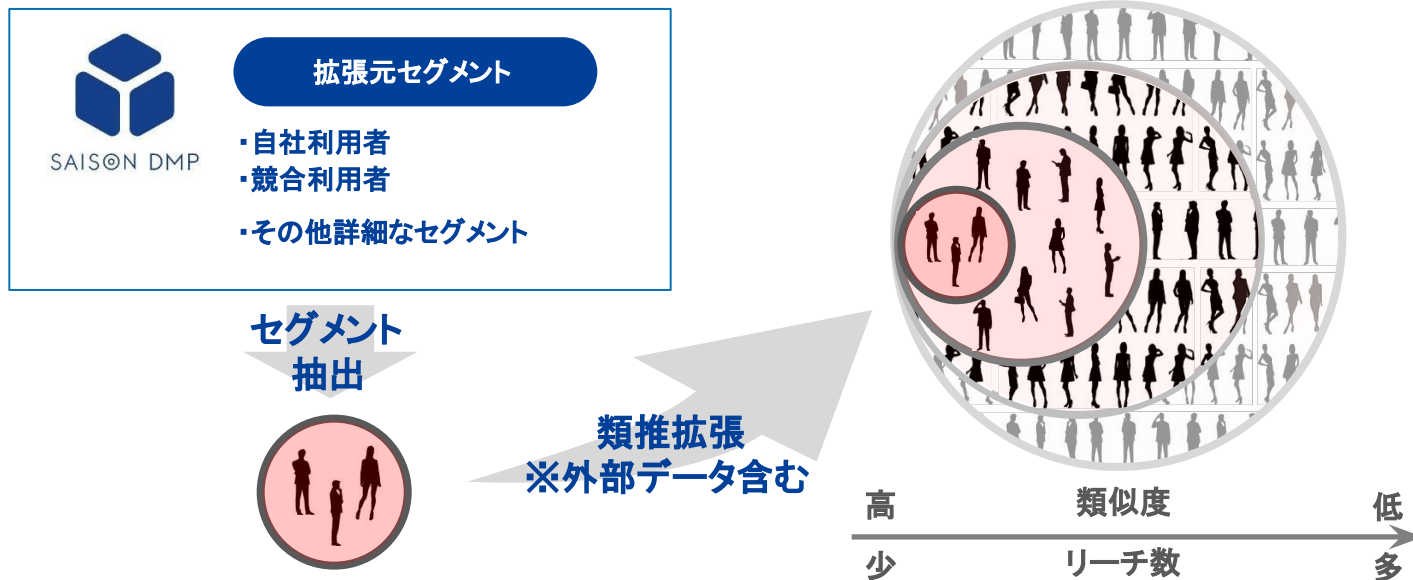 拡張元セグメント
SAISON DMP
・自社利用者
・競合利用者
・その他詳細なセグメント
セグメント
抽出
類推拡張
※外部データ含む
高 類似度 低
少 リーチ数 多